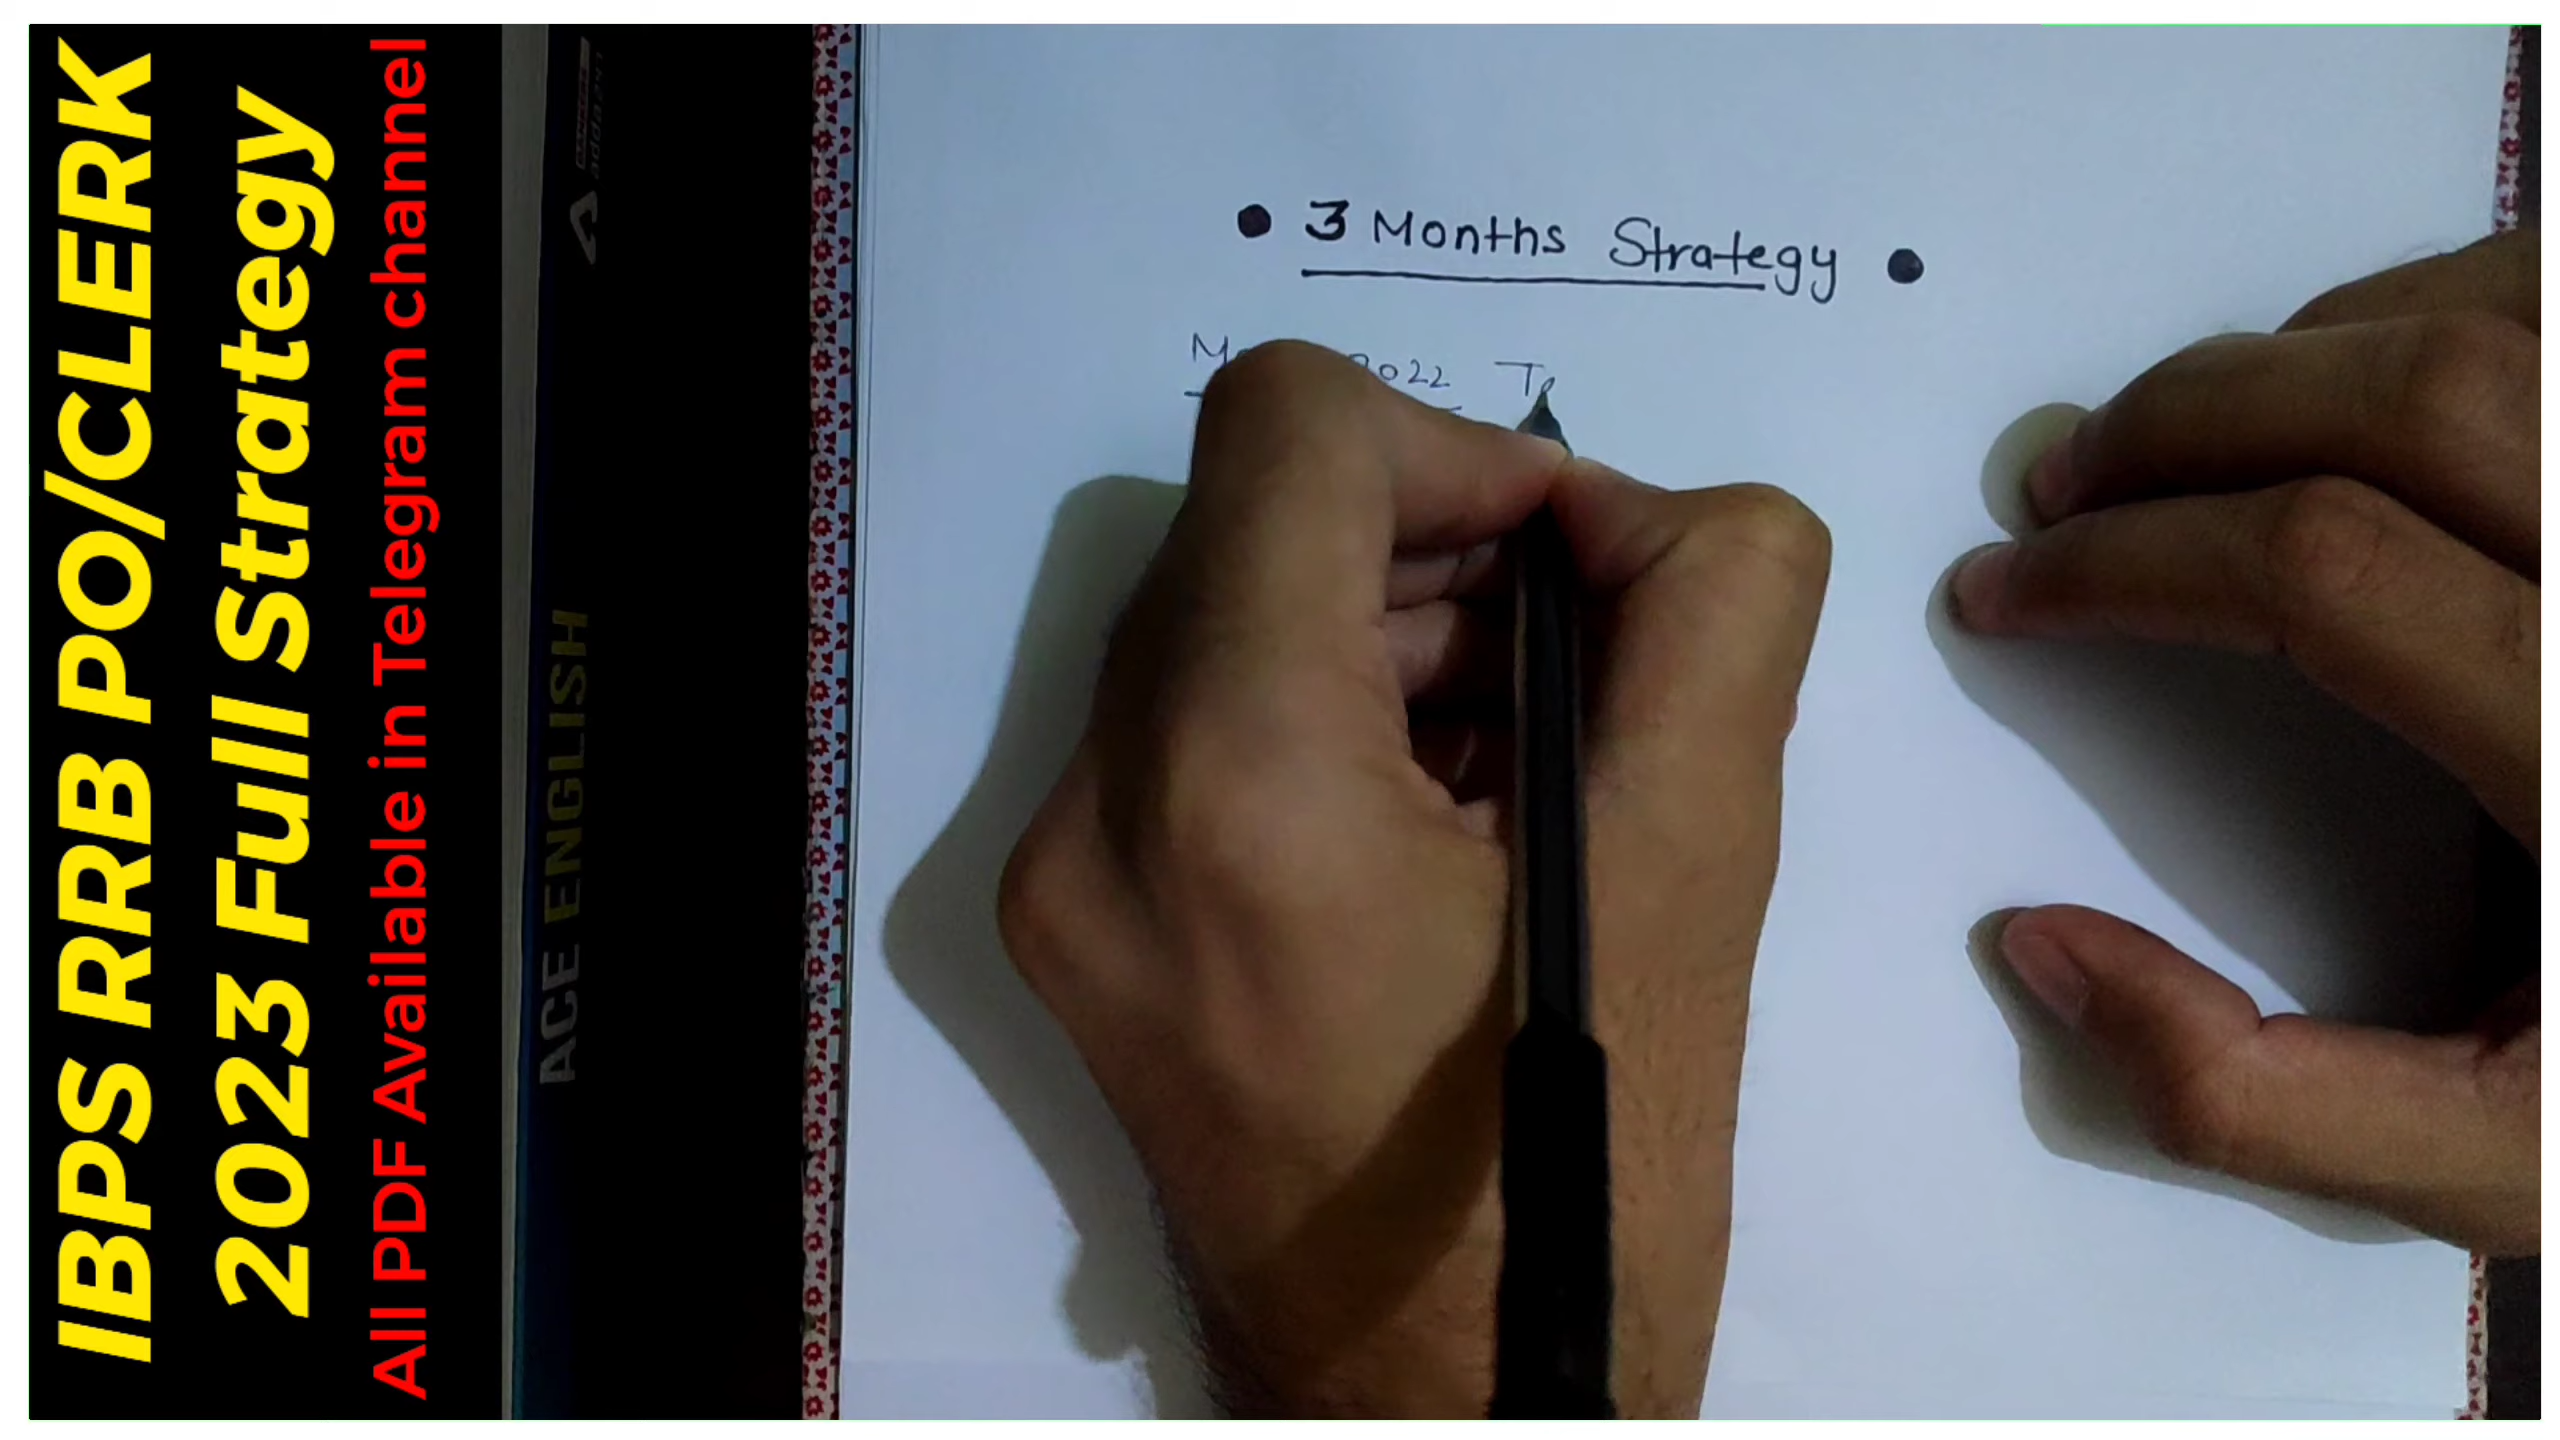 IBPS RRB PO/CLERK
2023 Full Strategy
All PDF Available in Telegram channel
adda247
ACE ENGLISH
• 3 Months Strategy •
2022